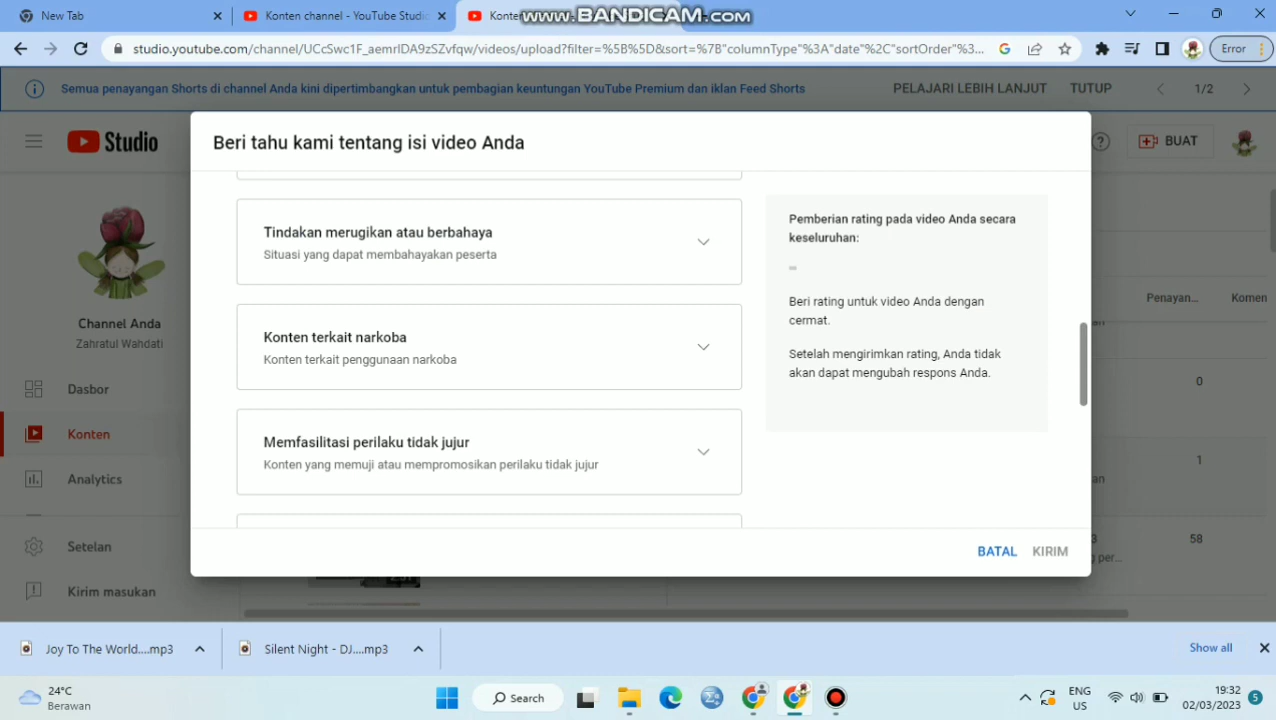 New Tab
Konten channel - YouTube Studi
Konte
www.BANDICAM.com
studio.youtube.com/channel/UCcSwc1F_aemrIDA9zSZvfqw/videos/upload?filter=%5B%5D&sort=%7B"columnType"%3A"date"%2C"sortOrder"%3...
Error
Semua penayangan Shorts di channel Anda kini dipertimbangkan untuk pembagian keuntungan YouTube Premium dan iklan Feed Shorts
PELAJARI LEBIH LANJUT
TUTUP
1/2
Studio
BUAT
Beri tahu kami tentang isi video Anda
Tindakan merugikan atau berbahaya
Situasi yang dapat membahayakan peserta
Konten terkait narkoba
Konten terkait penggunaan narkoba
Memfasilitasi perilaku tidak jujur
Konten yang memuji atau mempromosikan perilaku tidak jujur
Pemberian rating pada video Anda secara
keseluruhan:
Beri rating untuk video Anda dengan
cermat.
Setelah mengirimkan rating, Anda tidak
akan dapat mengubah respons Anda.
BATAL
KIRIM
Channel Anda
Zahratul Wahdati
Dasbor
Konten
Analytics
Setelan
Kirim masukan
Penayan...
Komen
0
1
an
3
58
g per...
Joy To The World....mp3
Silent Night - DJ....mp3
Show all
24°C
Berawan
Search
ENG
US
19:32
02/03/2023
5